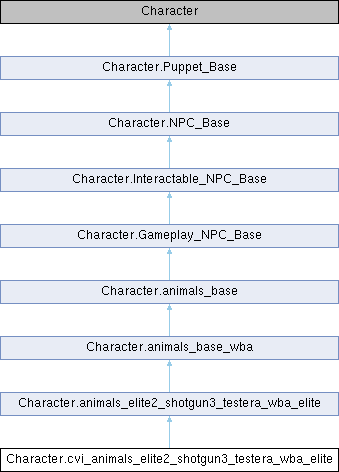 Character
Character.Puppet_Base
Character.NPC_Base
Character.Interactable_NPC_Base
Character.Gameplay_NPC_Base
Character.animals_base
Character.animals_base_wba
Character.animals_elite2_shotgun3_testera_wba_elite
Character.cvi_animals_elite2_shotgun3_testera_wba_elite